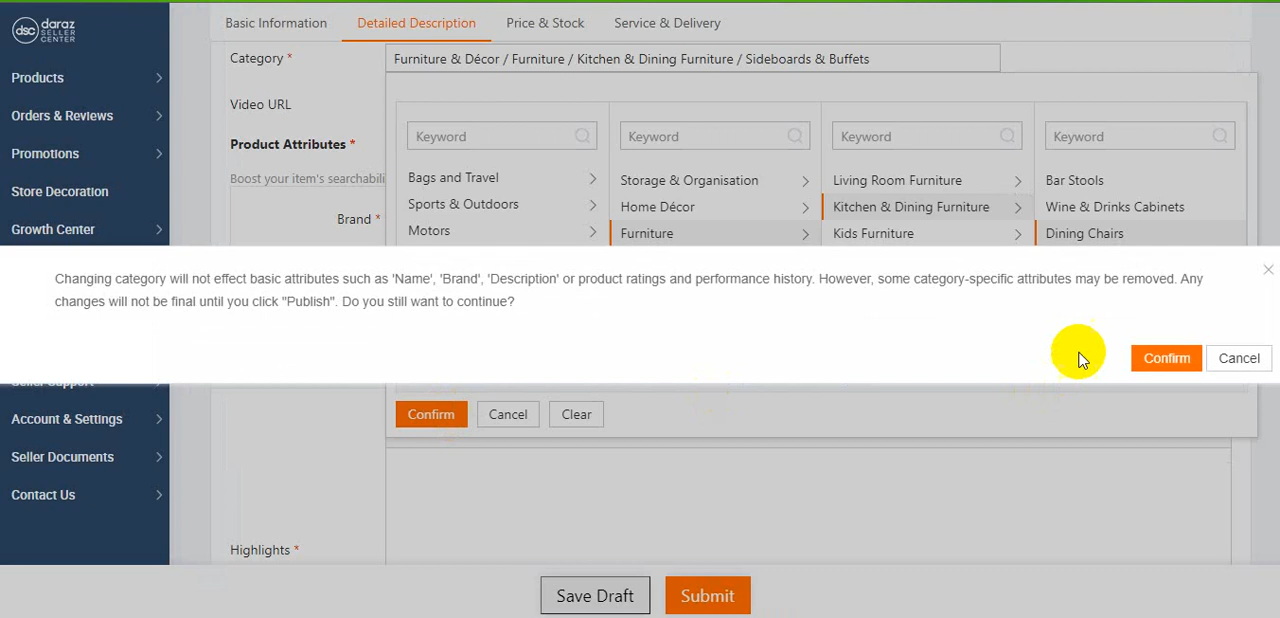 dsc daraz
SELLER
CENTER
Products
Orders & Reviews
Promotions
Store Decoration
Growth Center
Account & Settings
Seller Documents
Contact Us
Basic Information Detailed Description Price & Stock Service & Delivery
Category * Furniture & Décor / Furniture / Kitchen & Dining Furniture / Sideboards & Buffets
Video URL
Product Attributes *
Boost your item's searchabili
Brand *
Keyword Keyword Keyword Keyword
Bags and Travel Storage & Organisation Living Room Furniture Bar Stools
Sports & Outdoors Home Décor Kitchen & Dining Furniture Wine & Drinks Cabinets
Motors Furniture Kids Furniture Dining Chairs
Changing category will not effect basic attributes such as 'Name', 'Brand', 'Description' or product ratings and performance history. However, some category-specific attributes may be removed. Any
changes will not be final until you click "Publish". Do you still want to continue?
Confirm Cancel
Confirm Cancel Clear
Highlights *
Save Draft Submit